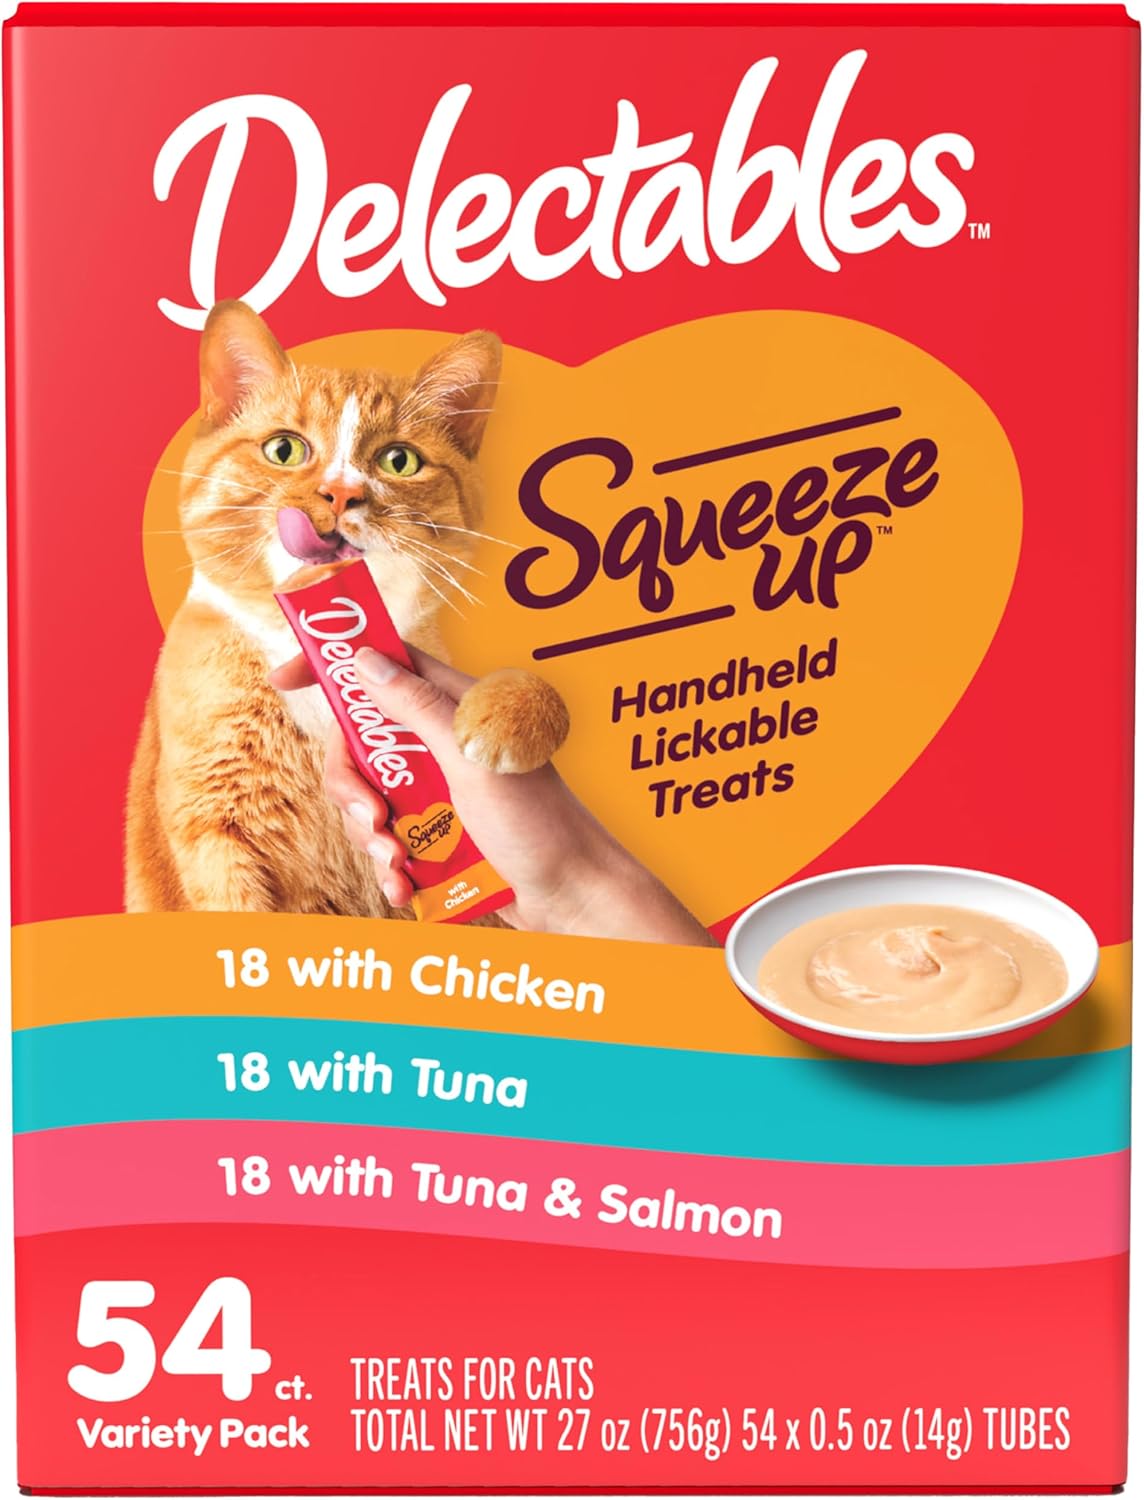 Delectables™
Squeeze
UP™
Handheld
Lickable
Treats
Delectables
Squeeze
UP
with
Chicken
18 with Chicken
18 with Tuna
18 with Tuna & Salmon
54 ct.
Variety Pack
TREATS FOR CATS
TOTAL NET WT 27 oz (756g) 54 x 0.5 oz (14g) TUBES